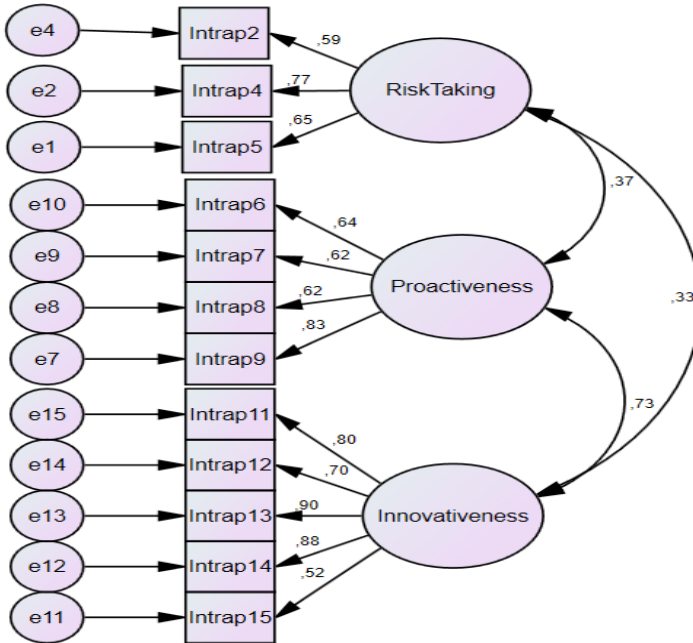 e4 Intrap2 ,59
e2 Intrap4 ,77 RiskTaking
e1 Intrap5 ,65
,37
e10 Intrap6 ,64
e9 Intrap7 ,62
e8 Intrap8 ,62 Proactiveness ,33
e7 Intrap9 ,83
,73
e15 Intrap11 ,80
e14 Intrap12 ,70
e13 Intrap13 ,90 Innovativeness
e12 Intrap14 ,88
e11 Intrap15 ,52